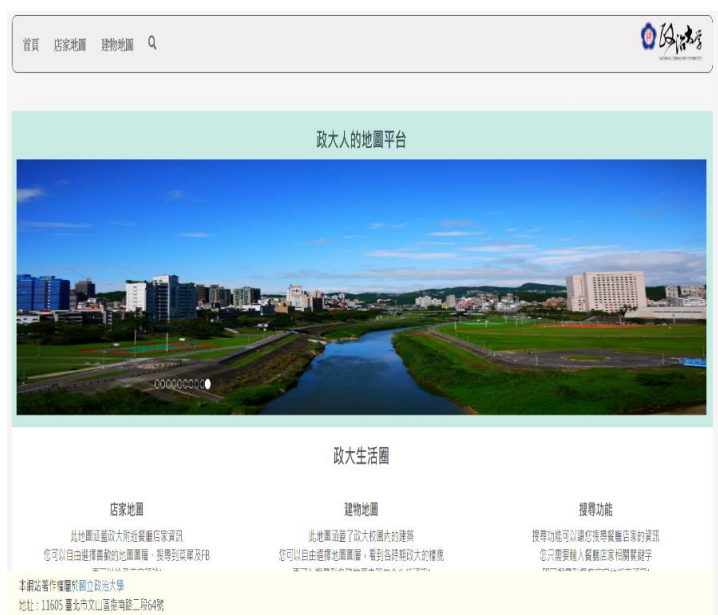 首頁 店家地圖 建物地圖
政治大學
政大人的地圖平台
政大生活圈
店家地圖 建物地圖 搜尋功能
此地圖涵蓋政大附近餐廳店家資訊 此地圖涵蓋了政大校園內的建築 搜尋功能可以讓您搜尋餐廳店家的資訊
您可以自由選擇喜歡的地圖圖層，搜尋到菜單及FB 您可以自由選擇地圖圖層，看到各時期政大的樣貌 您只需要輸入餐廳店家相關關鍵字
本網站著作權屬於國立政治大學
地址：11605 臺北市文山區指南路二段64號